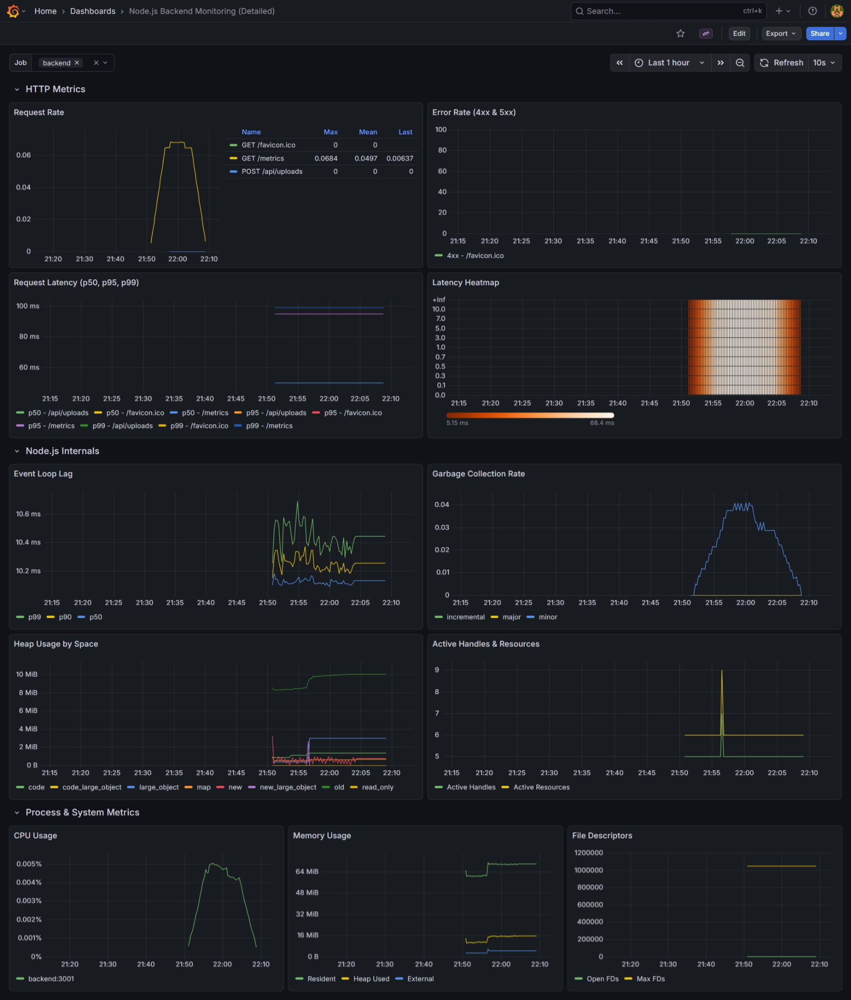 Home › Dashboards › Node.js Backend Monitoring (Detailed)
Search... ctrl+k
Edit Export Share
Job backend
Last 1 hour Refresh 10s
HTTP Metrics
Request Rate
0.06
0.04
0.02
0
21:20 21:30 21:40 21:50 22:00 22:10
Name Max Mean Last
GET /favicon.ico 0 0
GET /metrics 0.0684 0.0497 0.00637
POST /api/uploads 0 0 0
Error Rate (4xx & 5xx)
100
80
60
40
20
0
21:15 21:20 21:25 21:30 21:35 21:40 21:45 21:50 21:55 22:00 22:05 22:10
4xx - /favicon.ico
Request Latency (p50, p95, p99)
100 ms
80 ms
60 ms
21:15 21:20 21:25 21:30 21:35 21:40 21:45 21:50 21:55 22:00 22:05 22:10
p50 - /api/uploads p50 - /favicon.ico p50 - /metrics p95 - /api/uploads p95 - /favicon.ico
p95 - /metrics p99 - /api/uploads p99 - /favicon.ico p99 - /metrics
Latency Heatmap
+Inf
10.0
7.0
5.0
3.0
1.0
0.7
0.5
0.3
0.1
0.0
21:15 21:20 21:25 21:30 21:35 21:40 21:45 21:50 21:55 22:00 22:05 22:10
5.15 ms 68.4 ms
Node.js Internals
Event Loop Lag
10.6 ms
10.4 ms
10.2 ms
21:15 21:20 21:25 21:30 21:35 21:40 21:45 21:50 21:55 22:00 22:05 22:10
p99 p90 p50
Garbage Collection Rate
0.04
0.03
0.02
0.01
0
21:15 21:20 21:25 21:30 21:35 21:40 21:45 21:50 21:55 22:00 22:05 22:10
incremental major minor
Heap Usage by Space
10 MiB
8 MiB
6 MiB
4 MiB
2 MiB
0 B
21:15 21:20 21:25 21:30 21:35 21:40 21:45 21:50 21:55 22:00 22:05 22:10
code code_large_object large_object map new new_large_object old read_only
Active Handles & Resources
9
8
7
6
5
21:15 21:20 21:25 21:30 21:35 21:40 21:45 21:50 21:55 22:00 22:05 22:10
Active Handles Active Resources
Process & System Metrics
CPU Usage
0.005%
0.004%
0.003%
0.002%
0.001%
0%
21:20 21:30 21:40 21:50 22:00 22:10
backend:3001
Memory Usage
64 MiB
48 MiB
32 MiB
16 MiB
0 B
21:20 21:30 21:40 21:50 22:00 22:10
Resident Heap Used External
File Descriptors
1200000
1000000
800000
600000
400000
200000
0
21:20 21:30 21:40 21:50 22:00 22:10
Open FDs Max FDs